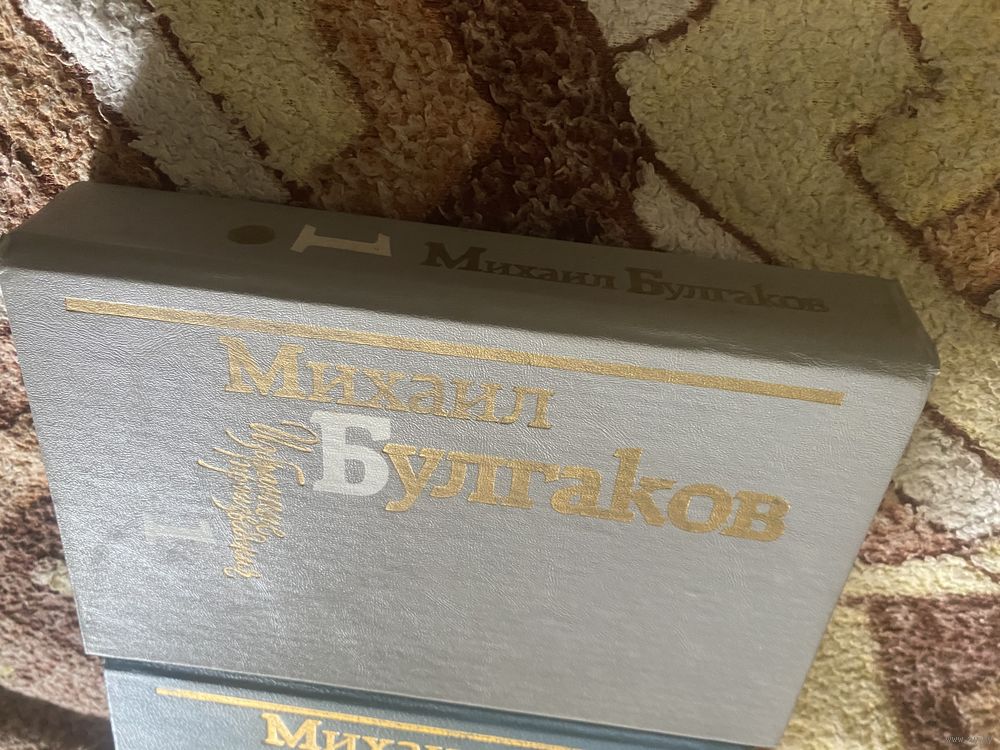 1 Михаил Булгаков
Михаил
Булгаков
Избранные
произведения
1
Михаил